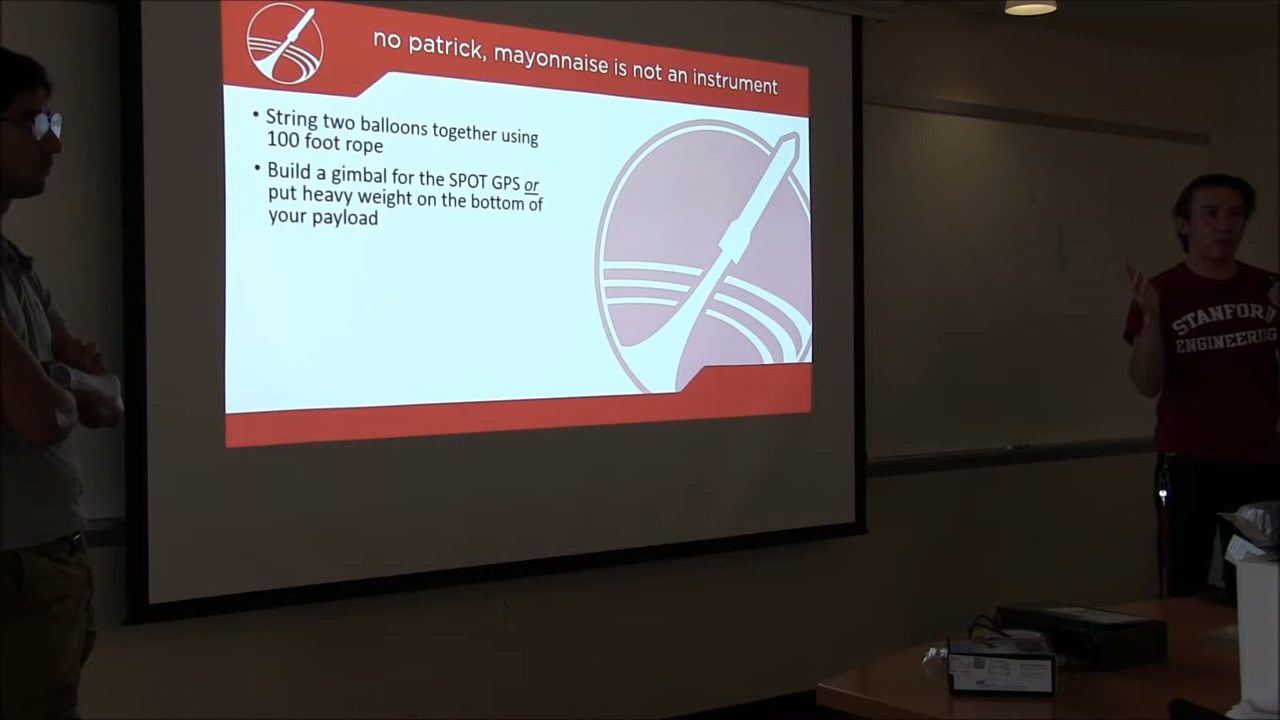 no patrick, mayonnaise is not an instrument
• String two balloons together using
100 foot rope
• Build a gimbal for the SPOT GPS or
put heavy weight on the bottom of
your payload
STANFORD
ENGINEERING